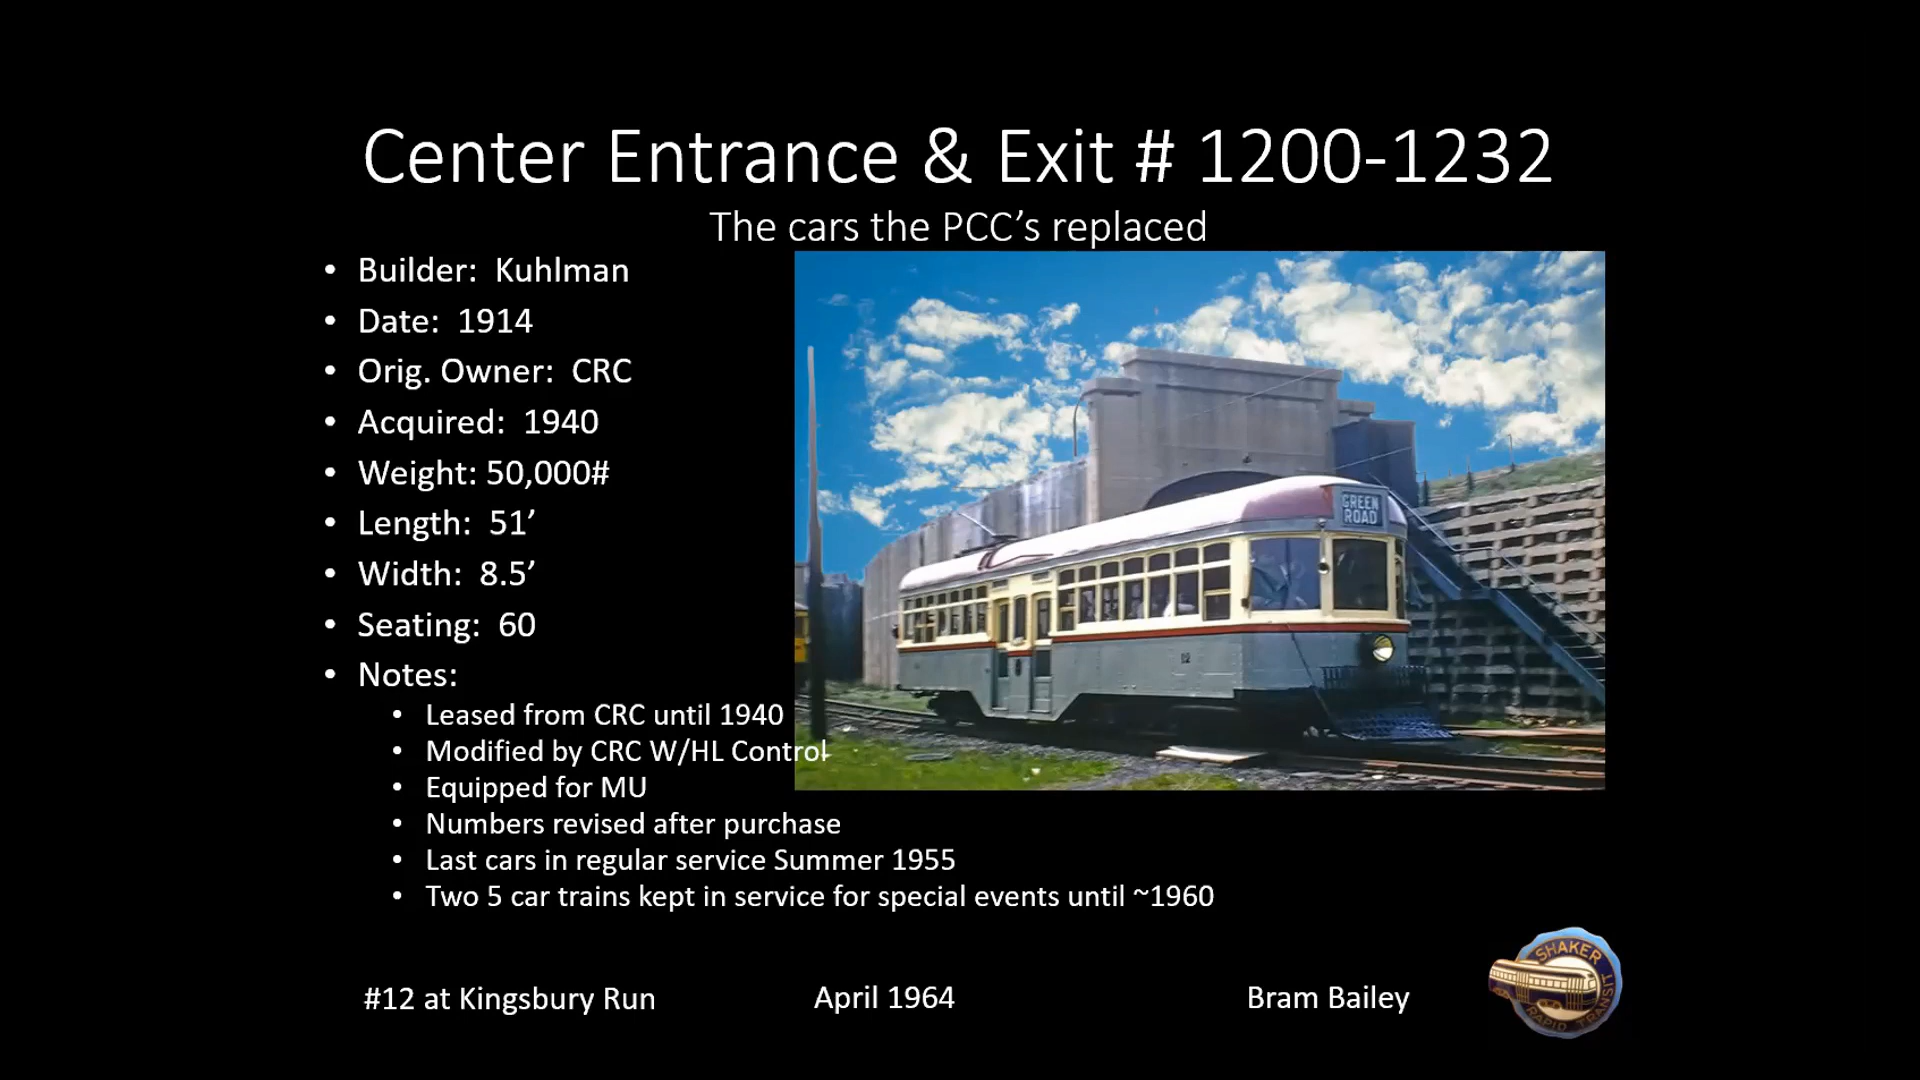 Center Entrance & Exit # 1200-1232
The cars the PCC’s replaced
• Builder: Kuhlman
• Date: 1914
• Orig. Owner: CRC
• Acquired: 1940
• Weight: 50,000#
• Length: 51’
• Width: 8.5’
• Seating: 60
• Notes:
• Leased from CRC until 1940
• Modified by CRC W/HL Control
• Equipped for MU
• Numbers revised after purchase
• Last cars in regular service Summer 1955
• Two 5 car trains kept in service for special events until ~1960
GREEN
ROAD
12
#12 at Kingsbury Run
April 1964
Bram Bailey
SHAKER
RAPID TRANSIT